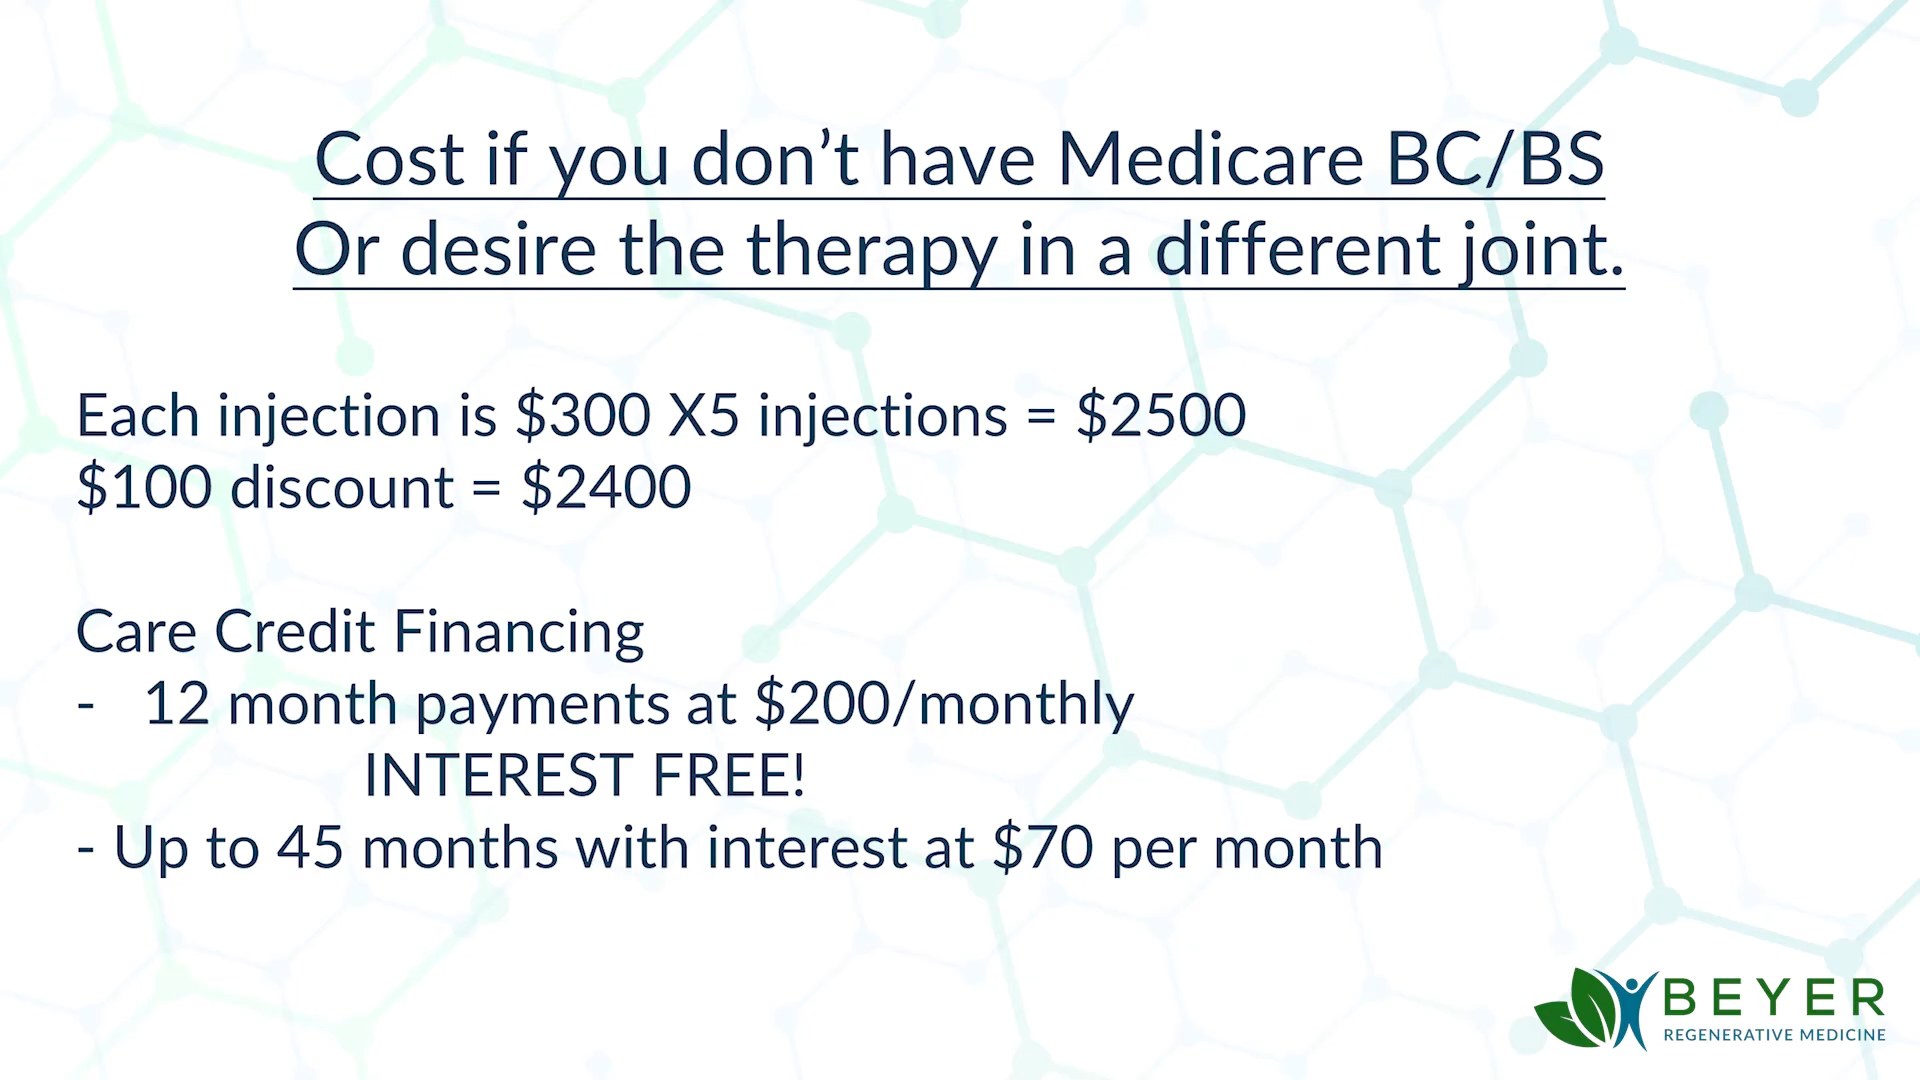 Cost if you don’t have Medicare BC/BS
Or desire the therapy in a different joint.
Each injection is $300 X5 injections = $2500
$100 discount = $2400
Care Credit Financing
- 12 month payments at $200/monthly
INTEREST FREE!
- Up to 45 months with interest at $70 per month
BEYER
REGENERATIVE MEDICINE